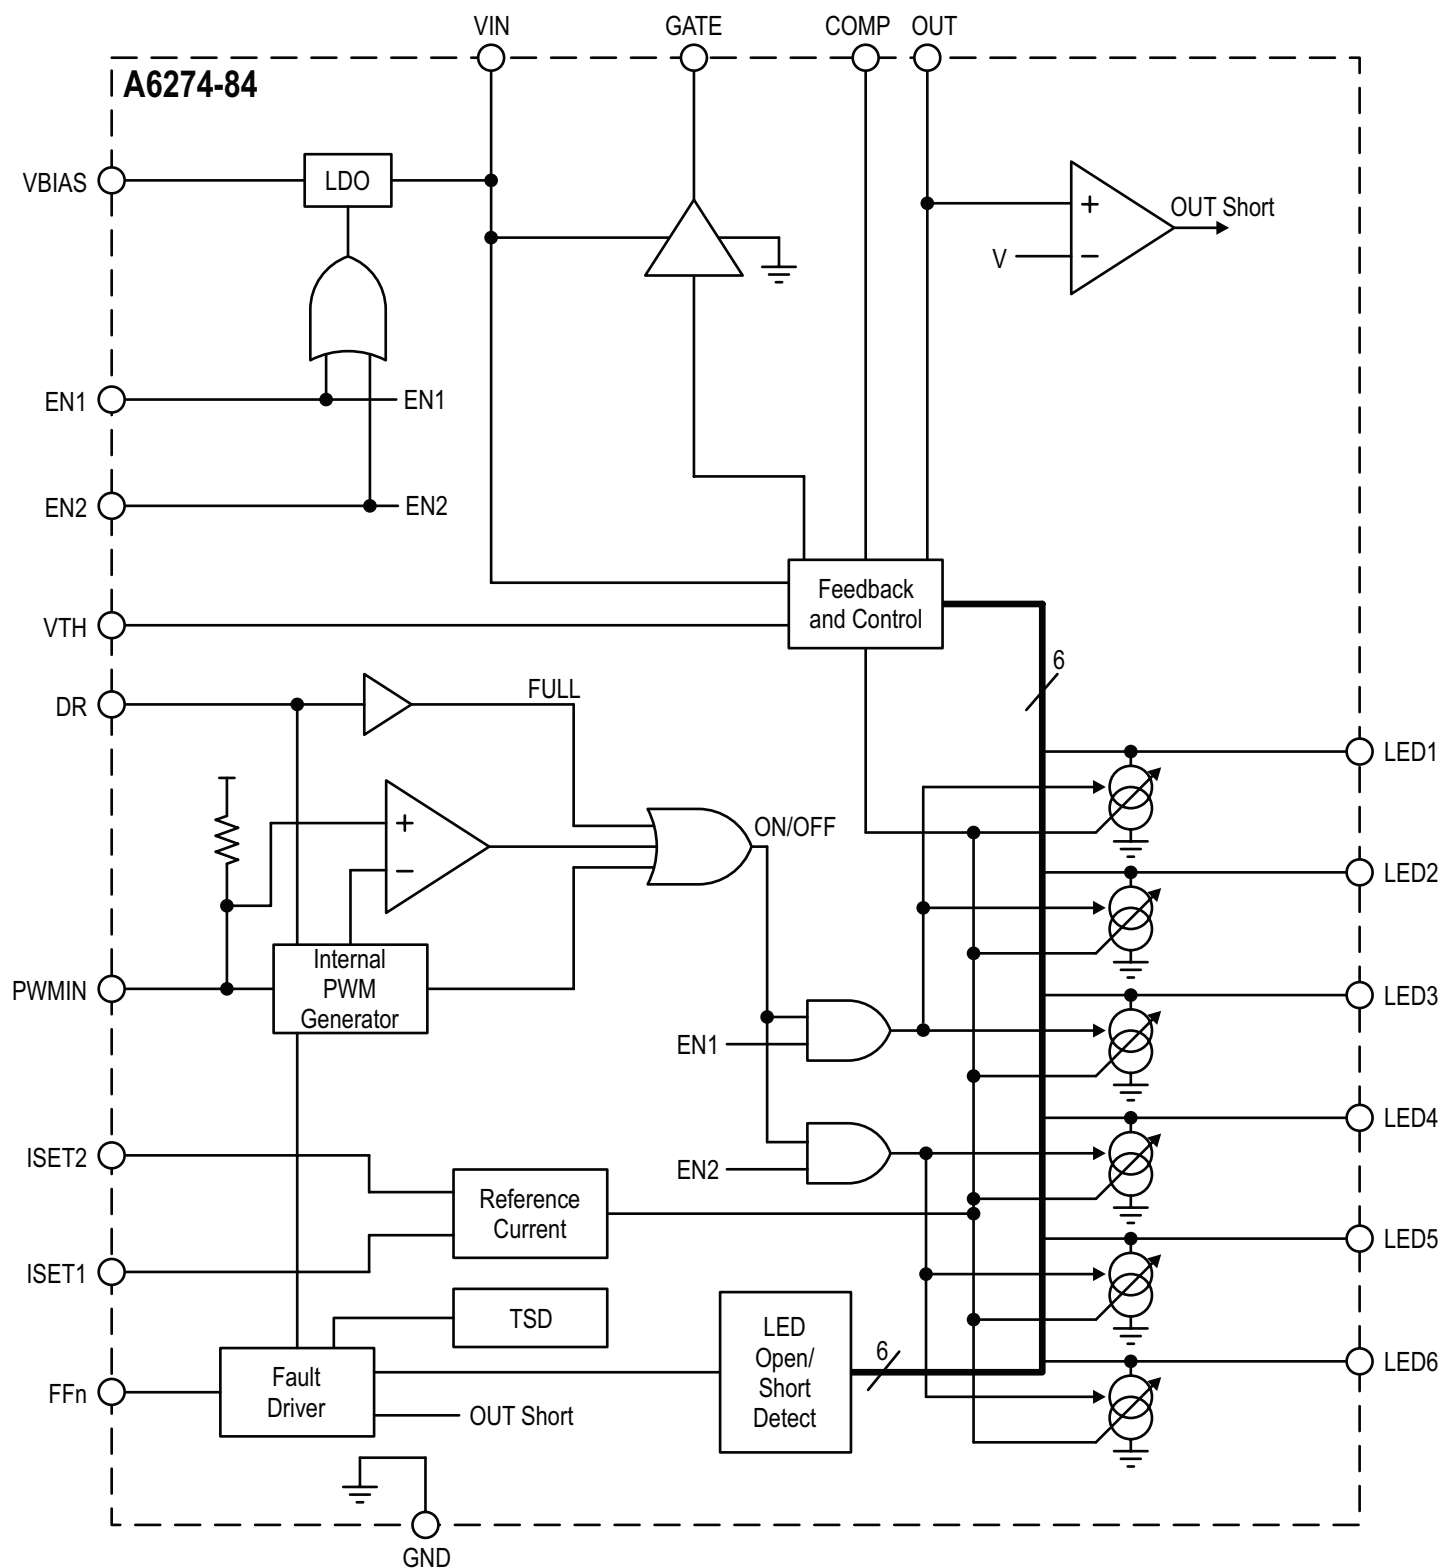 VIN
GATE
COMP
OUT
A6274-84
VBIAS
LDO
+
OUT Short
V
−
EN1
EN1
EN2
EN2
Feedback
and Control
VTH
6
DR
FULL
LED1
+
ON/OFF
−
LED2
PWMIN
Internal
PWM
Generator
LED3
EN1
LED4
ISET2
EN2
Reference
Current
LED5
ISET1
TSD
LED
Open/
Short
Detect
6
LED6
FFn
Fault
Driver
OUT Short
GND